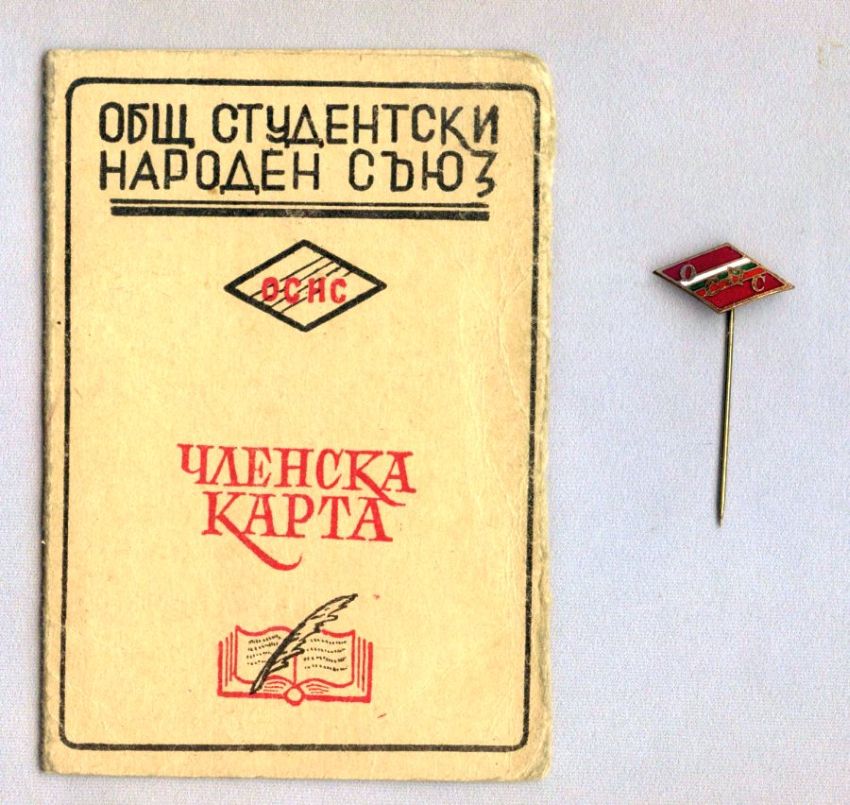 ОБЩ СТУДЕНТСКИ
НАРОДЕН СЪЮЗ
ОСНС
ЧЛЕНСКА
КАРТА
О
С